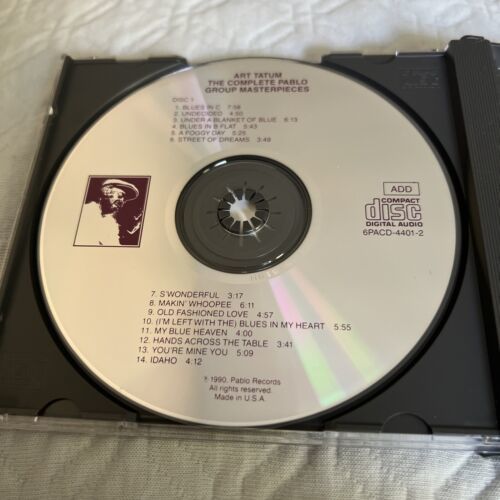 ART TATUM
THE COMPLETE PABLO
GROUP MASTERPIECES
DISC 1
1. BLUES IN C 7:58
2. UNDECIDED 4:50
3. UNDER A BLANKET OF BLUE 6:13
4. BLUES IN B FLAT 5:43
5. A FOGGY DAY 5:25
6. STREET OF DREAMS 3:49
ADD
COMPACT
disc
DIGITAL AUDIO
6PACD-4401-2
7. S'WONDERFUL 3:17
8. MAKIN' WHOOPEE 6:11
9. OLD FASHIONED LOVE 4:57
10. (I'M LEFT WITH THE) BLUES IN MY HEART 5:55
11. MY BLUE HEAVEN 4:00
12. HANDS ACROSS THE TABLE 3:41
13. YOU'RE MINE YOU 5:09
14. IDAHO 4:12
℗ 1990, Pablo Records
All rights reserved.
Made in U.S.A.